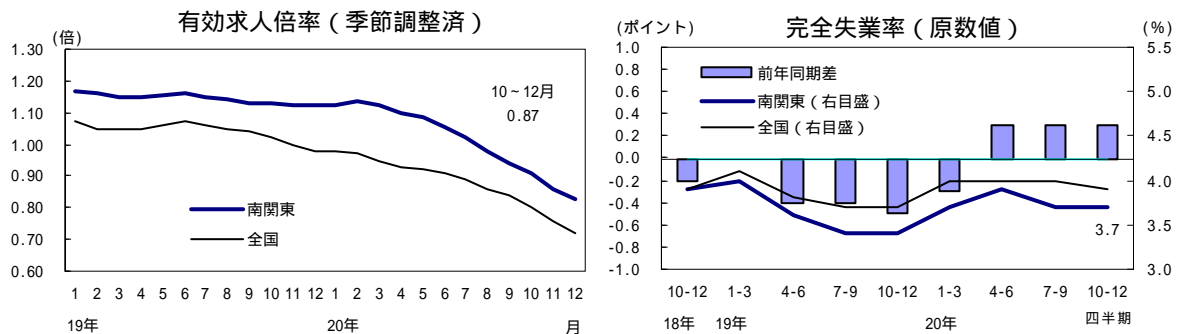 有効求人倍率（季節調整済）
(倍)
1.30
1.20
1.10
1.00
0.90
0.80
0.70
0.60
10～12月
0.87
南関東
全国
1 2 3 4 5 6 7 8 9 10 11 12 1 2 3 4 5 6 7 8 9 10 11 12
19年 20年 月
完全失業率（原数値）
(ポイント) (%)
1.0
0.8
0.6
0.4
0.2
0.0
-0.2
-0.4
-0.6
-0.8
-1.0
前年同期差
南関東（右目盛）
全国（右目盛）
3.7
5.5
5.0
4.5
4.0
3.5
3.0
10-12 1-3 4-6 7-9 10-12 1-3 4-6 7-9 10-12
18年 19年 20年 四半期